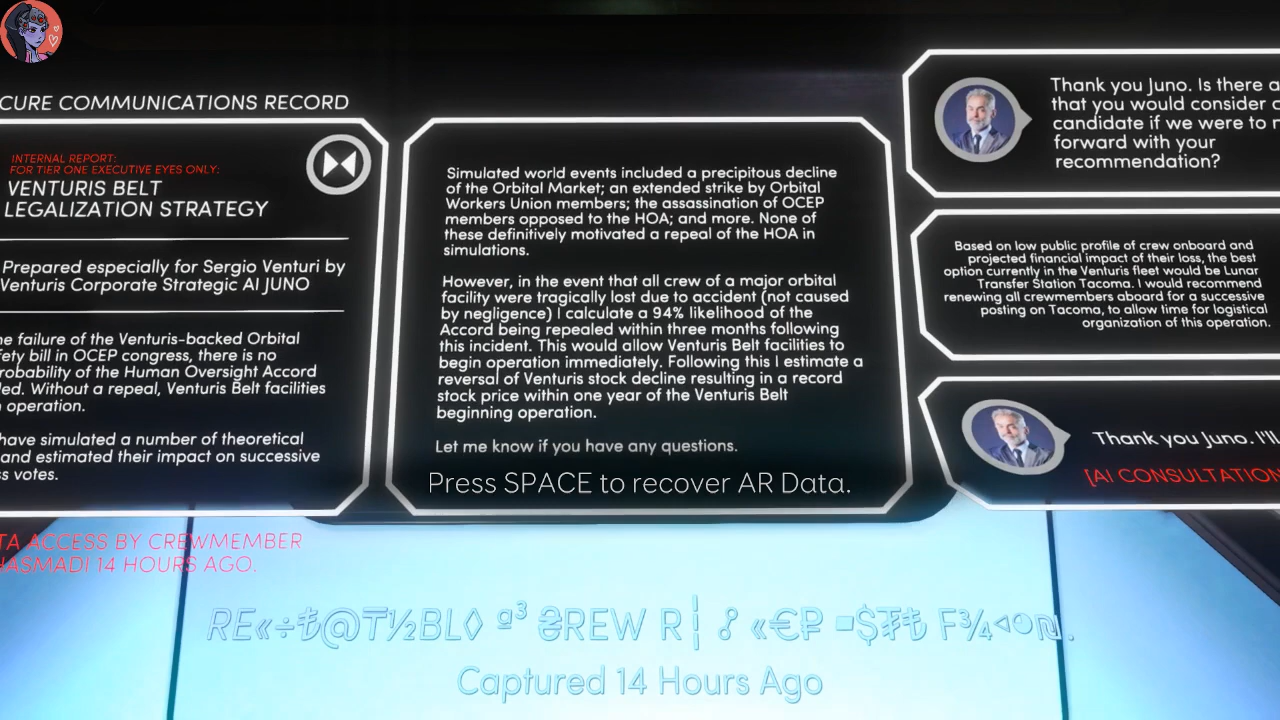 CURE COMMUNICATIONS RECORD
INTERNAL REPORT:
FOR TIER ONE EXECUTIVE EYES ONLY:
VENTURIS BELT
LEGALIZATION STRATEGY
Prepared especially for Sergio Venturi by
Venturis Corporate Strategic AI JUNO
he failure of the Venturis-backed Orbital
fety bill in OCEP congress, there is no
robability of the Human Oversight Accord
led. Without a repeal, Venturis Belt facilities
operation.
have simulated a number of theoretical
and estimated their impact on successive
ss votes.
TA ACCESS BY CREWMEMBER
HASMADI 14 HOURS AGO.
Simulated world events included a precipitous decline
of the Orbital Market; an extended strike by Orbital
Workers Union members; the assassination of OCEP
members opposed to the HOA; and more. None of
these definitively motivated a repeal of the HOA in
simulations.
However, in the event that all crew of a major orbital
facility were tragically lost due to accident (not caused
by negligence) I calculate a 94% likelihood of the
Accord being repealed within three months following
this incident. This would allow Venturis Belt facilities to
begin operation immediately. Following this I estimate a
reversal of Venturis stock decline resulting in a record
stock price within one year of the Venturis Belt
beginning operation.
Let me know if you have any questions.
Press SPACE to recover AR Data.
Thank you Juno. Is there a
that you would consider a
candidate if we were to m
forward with your
recommendation?
Based on low public profile of crew onboard and
projected financial impact of their loss, the best
option currently in the Venturis fleet would be Lunar
Transfer Station Tacoma. I would recommend
renewing all crewmembers aboard for a successive
posting on Tacoma, to allow time for logistical
organization of this operation.
Thank you Juno. I'll
[AI CONSULTATION
Captured 14 Hours Ago